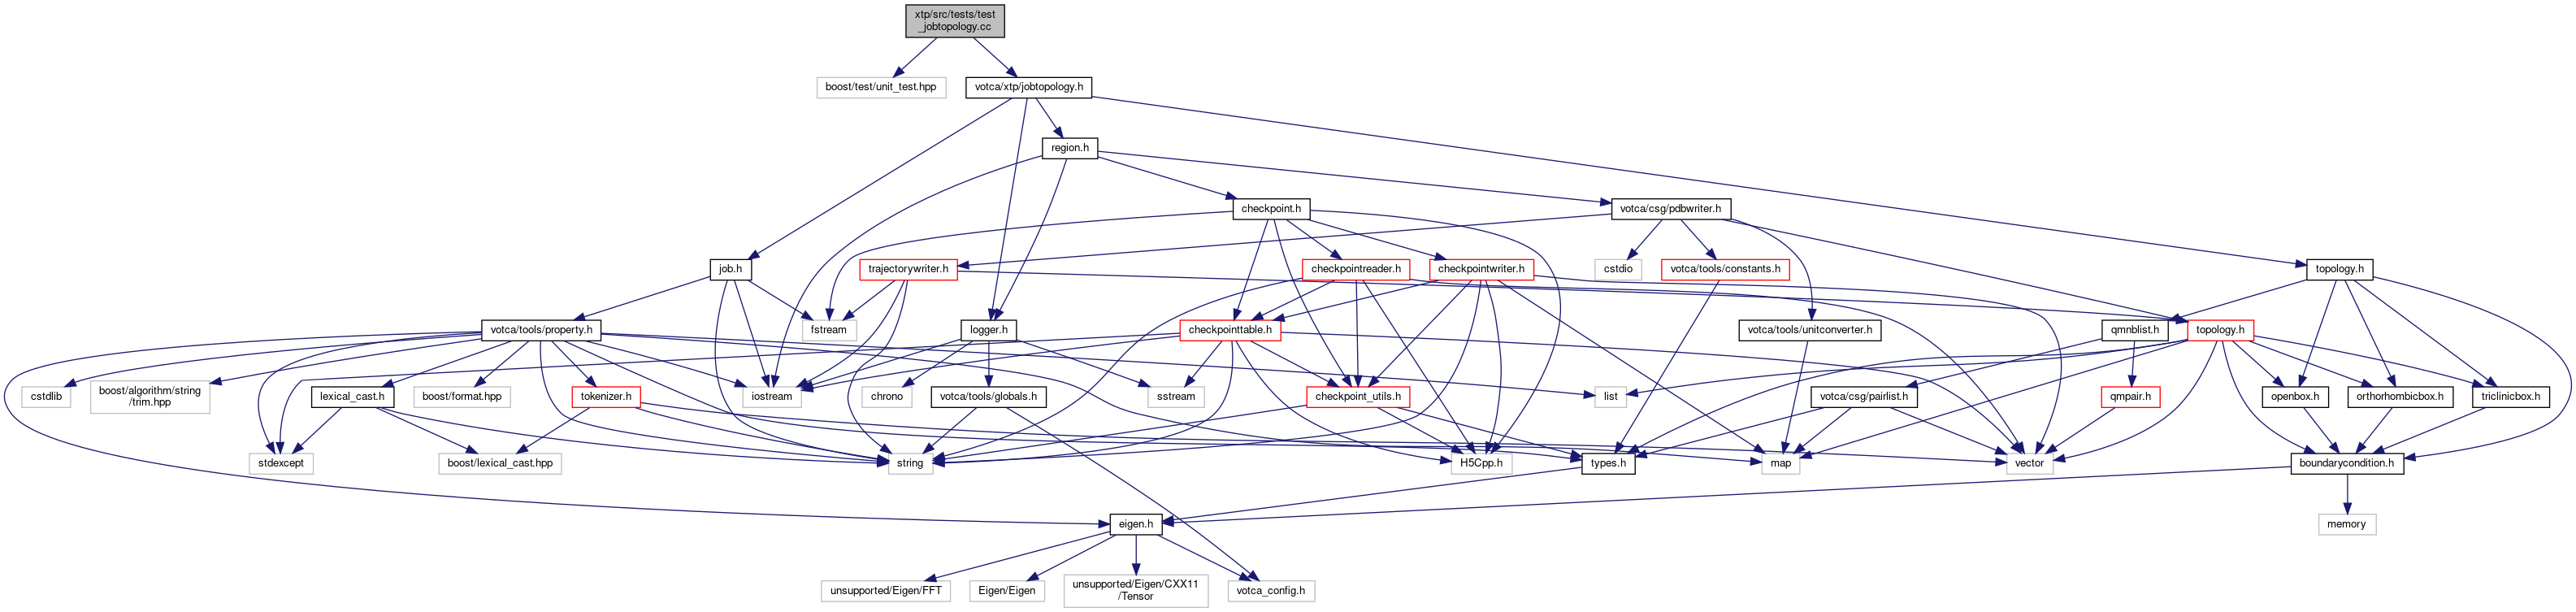 xtp/src/tests/test
_jobtopology.cc
boost/test/unit_test.hpp
votca/xtp/jobtopology.h
region.h
checkpoint.h
votca/csg/pdbwriter.h
job.h
trajectorywriter.h
checkpointreader.h
checkpointwriter.h
cstdio
votca/tools/constants.h
topology.h
votca/tools/property.h
fstream
logger.h
checkpointtable.h
votca/tools/unitconverter.h
qmnblist.h
topology.h
cstdlib
boost/algorithm/string
/trim.hpp
lexical_cast.h
boost/format.hpp
tokenizer.h
iostream
chrono
votca/tools/globals.h
sstream
checkpoint_utils.h
list
votca/csg/pairlist.h
qmpair.h
openbox.h
orthorhombicbox.h
triclinicbox.h
stdexcept
boost/lexical_cast.hpp
string
H5Cpp.h
types.h
map
vector
boundarycondition.h
eigen.h
memory
unsupported/Eigen/FFT
Eigen/Eigen
unsupported/Eigen/CXX11
/Tensor
votca_config.h